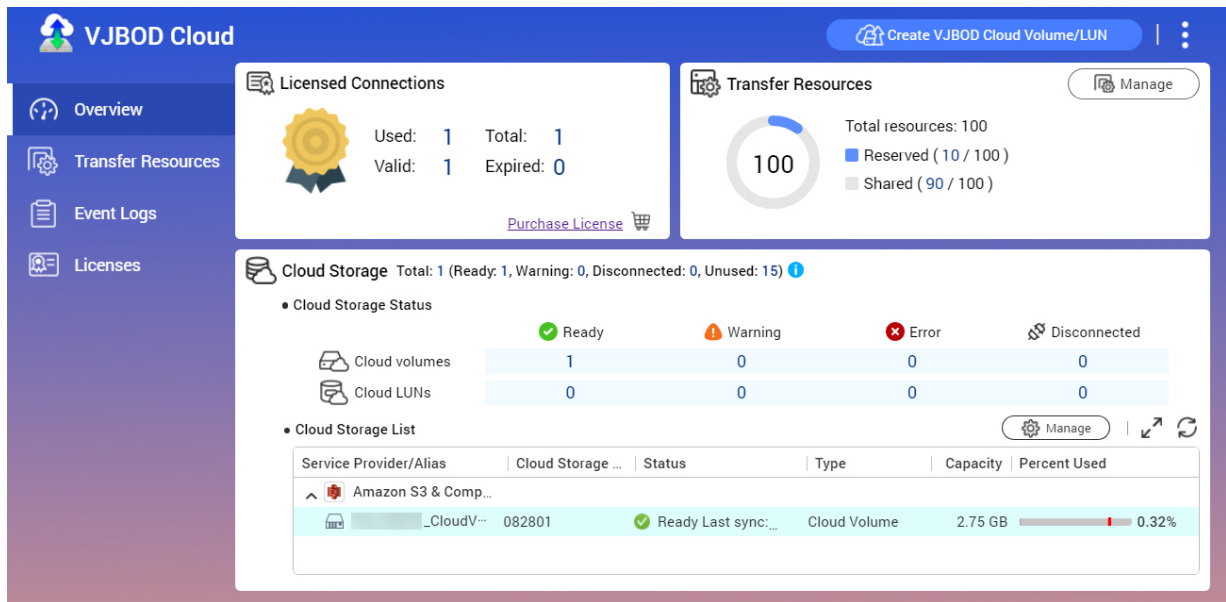 VJBOD Cloud
Create VJBOD Cloud Volume/LUN
Overview
Transfer Resources
Event Logs
Licenses
Licensed Connections
Used: 1 Total: 1
Valid: 1 Expired: 0
Purchase License
Transfer Resources
Manage
100
Total resources: 100
Reserved ( 10 / 100 )
Shared ( 90 / 100 )
Cloud Storage Total: 1 (Ready: 1, Warning: 0, Disconnected: 0, Unused: 15)
• Cloud Storage Status
Ready Warning Error Disconnected
Cloud volumes 1 0 0 0
Cloud LUNs 0 0 0 0
• Cloud Storage List
Manage
Service Provider/Alias Cloud Storage ... Status Type Capacity Percent Used
Amazon S3 & Comp...
_CloudV··· 082801 Ready Last sync:... Cloud Volume 2.75 GB 0.32%